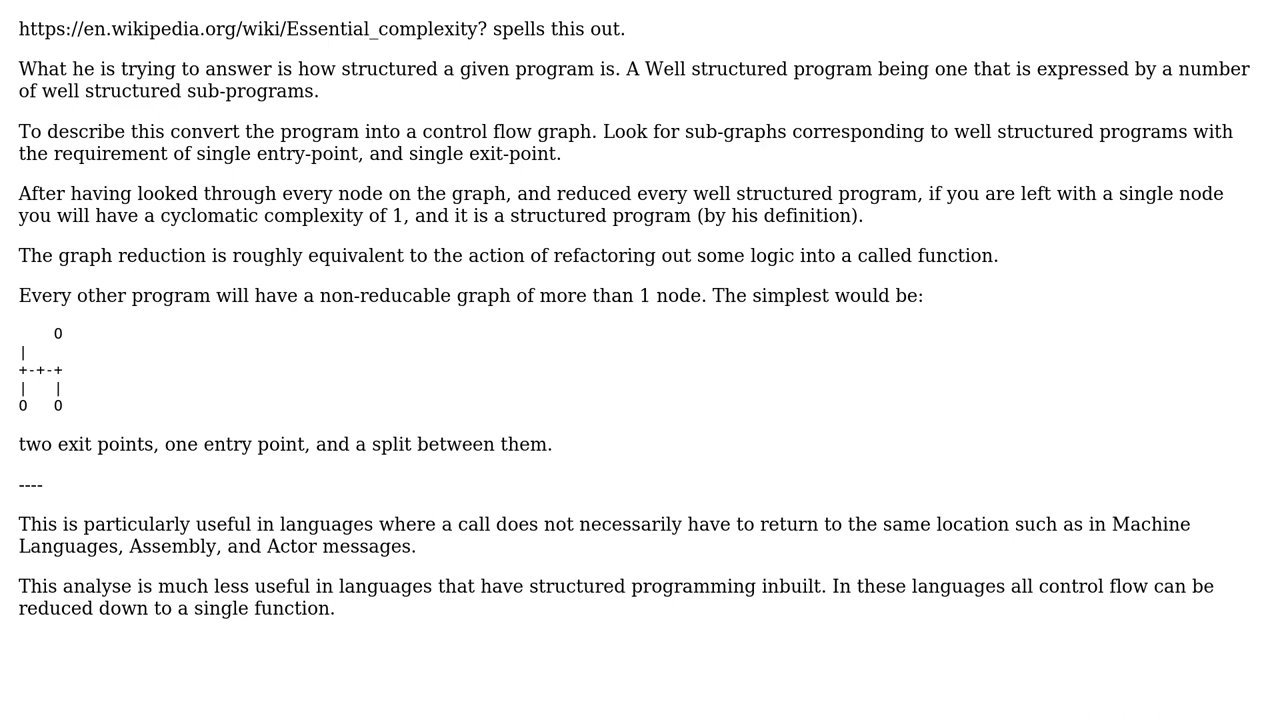 https://en.wikipedia.org/wiki/Essential_complexity? spells this out.
What he is trying to answer is how structured a given program is. A Well structured program being one that is expressed by a number
of well structured sub-programs.
To describe this convert the program into a control flow graph. Look for sub-graphs corresponding to well structured programs with
the requirement of single entry-point, and single exit-point.
After having looked through every node on the graph, and reduced every well structured program, if you are left with a single node
you will have a cyclomatic complexity of 1, and it is a structured program (by his definition).
The graph reduction is roughly equivalent to the action of refactoring out some logic into a called function.
Every other program will have a non-reducable graph of more than 1 node. The simplest would be:
    O
|
+-+-+
|   |
O   O
two exit points, one entry point, and a split between them.
----
This is particularly useful in languages where a call does not necessarily have to return to the same location such as in Machine
Languages, Assembly, and Actor messages.
This analyse is much less useful in languages that have structured programming inbuilt. In these languages all control flow can be
reduced down to a single function.